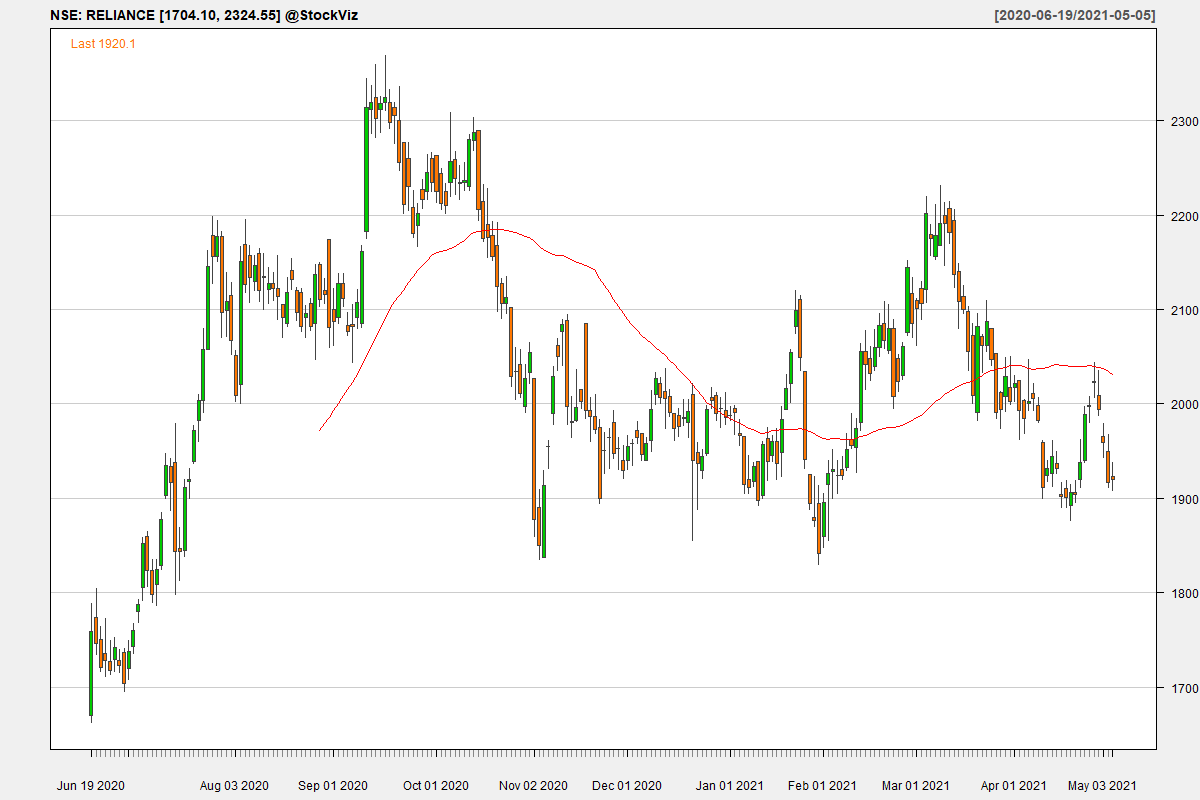 NSE: RELIANCE [1704.10, 2324.55] @StockViz
[2020-06-19/2021-05-05]
Last 1920.1
2300
2200
2100
2000
1900
1800
1700
Jun 19 2020
Aug 03 2020
Sep 01 2020
Oct 01 2020
Nov 02 2020
Dec 01 2020
Jan 01 2021
Feb 01 2021
Mar 01 2021
Apr 01 2021
May 03 2021